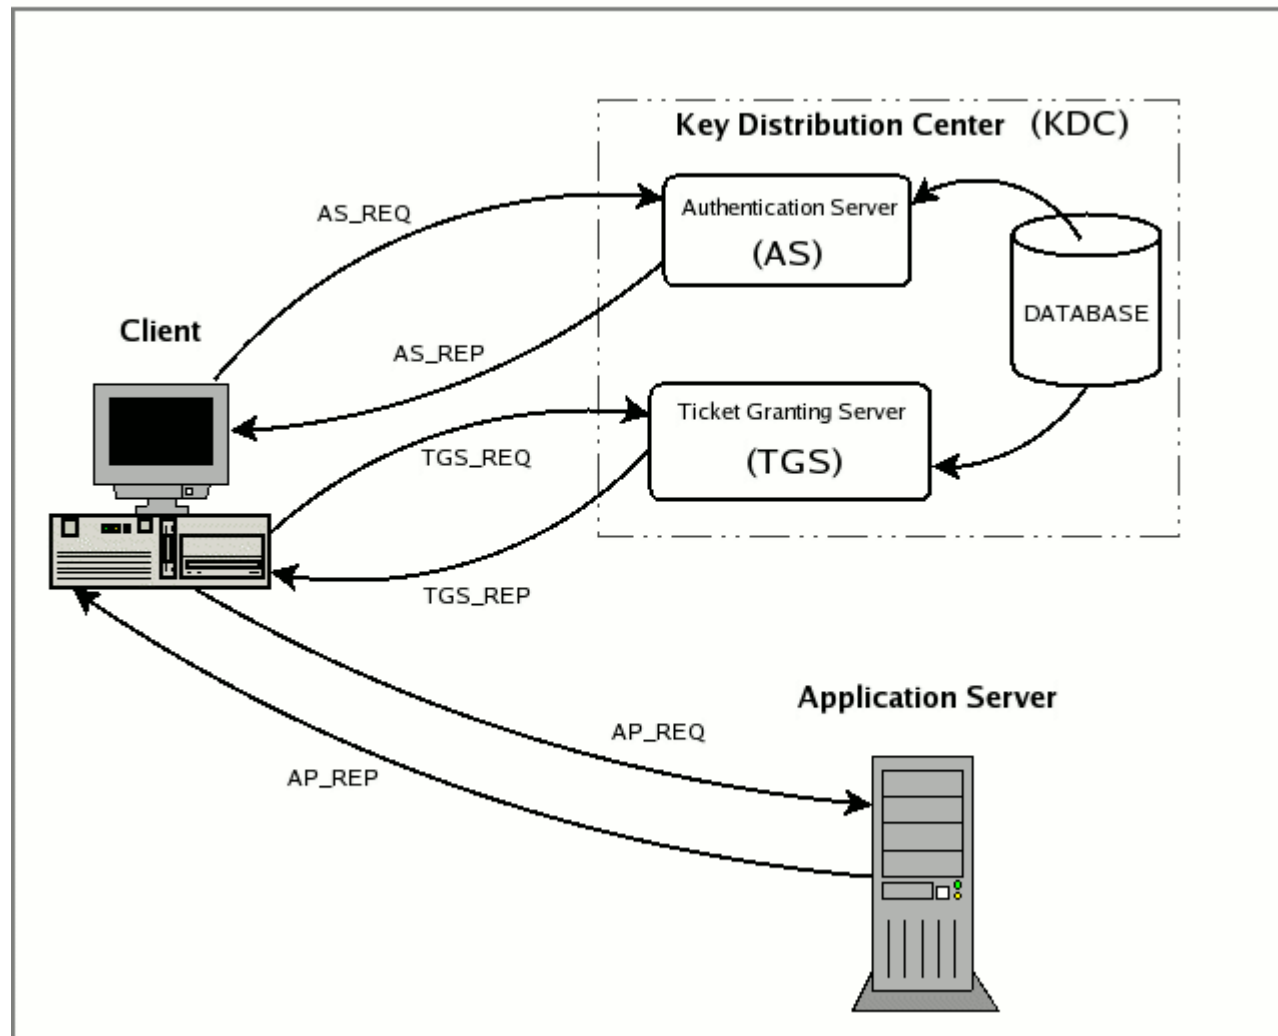 Key Distribution Center (KDC)
Authentication Server
(AS)
AS_REQ
DATABASE
Client
AS_REP
Ticket Granting Server
(TGS)
TGS_REQ
TGS_REP
Application Server
AP_REQ
AP_REP